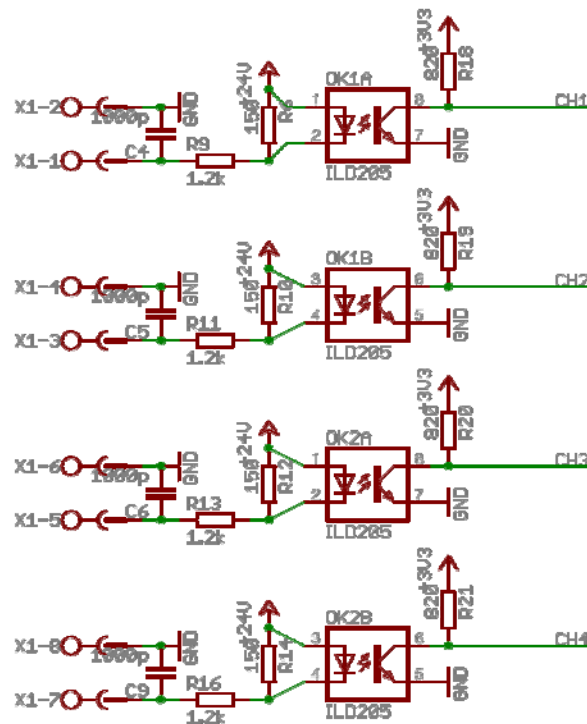 +3V3
820
R18
+24V
150
OK1A
X1-2
GND
1000p
1
8
CH1
2
7
GND
X1-1
C4
R9
1.2k
ILD205
+3V3
820
R19
+24V
150
R10
OK1B
X1-4
GND
1000p
3
6
CH2
4
5
GND
X1-3
C5
R11
1.2k
ILD205
+3V3
820
R20
+24V
150
R12
OK2A
X1-6
GND
1000p
1
8
CH3
2
7
GND
X1-5
C6
R13
1.2k
ILD205
+3V3
820
R21
+24V
150
R14
OK2B
X1-8
GND
1000p
3
6
CH4
4
5
GND
X1-7
C9
R16
1.2k
ILD205